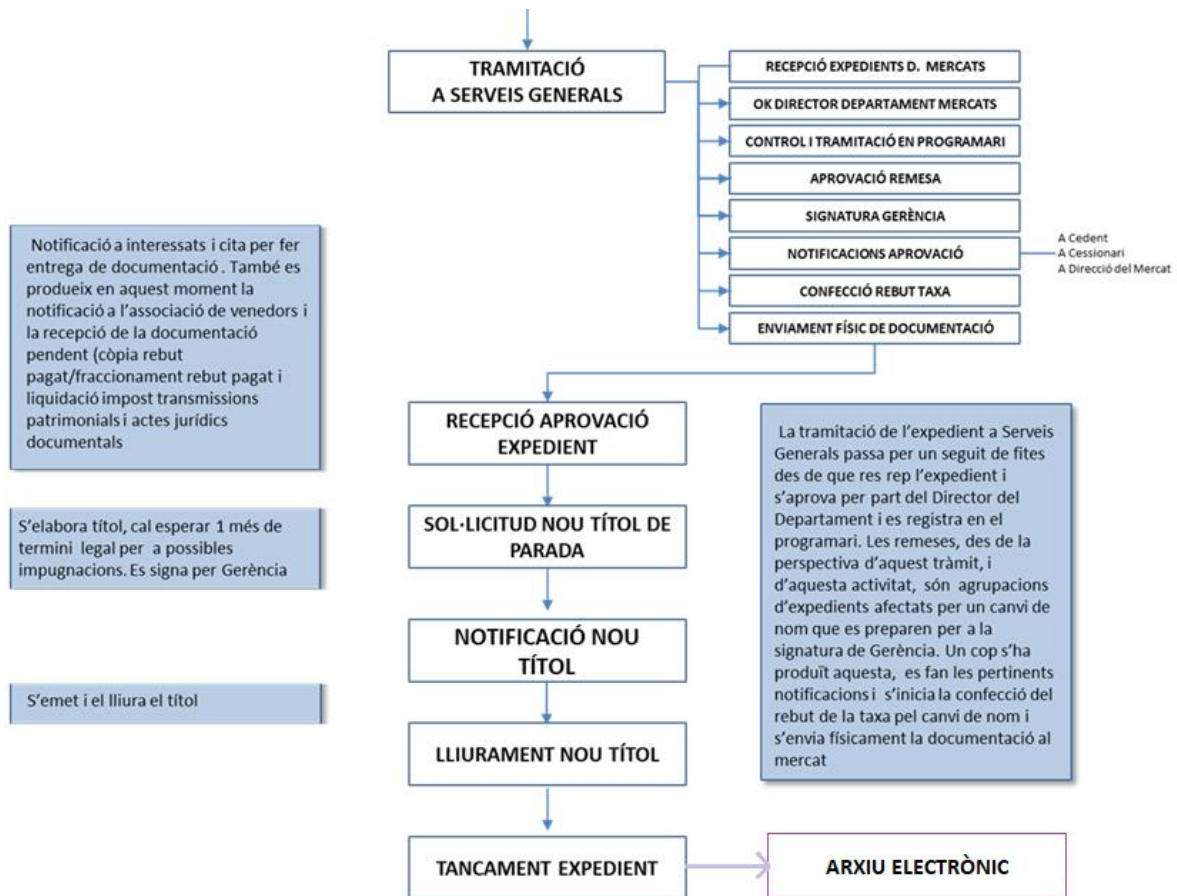 TRAMITACIÓ
A SERVEIS GENERALS
RECEPCIÓ EXPEDIENTS D. MERCATS
OK DIRECTOR DEPARTAMENT MERCATS
CONTROL I TRAMITACIÓ EN PROGRAMARI
APROVACIÓ REMESA
SIGNATURA GERÈNCIA
NOTIFICACIONS APROVACIÓ
A Cedent
A Cessionari
A Direcció del Mercat
CONFECCIÓ REBUT TAXA
ENVIAMENT FÍSIC DE DOCUMENTACIÓ
Notificació a interessats i cita per fer
entrega de documentació . També es
produeix en aquest moment la
notificació a l'associació de venedors i
la recepció de la documentació
pendent (còpia rebut
pagat/fraccionament rebut pagat i
liquidació impost transmissions
patrimonials i actes jurídics
documentals
RECEPCIÓ APROVACIÓ
EXPEDIENT
La tramitació de l'expedient a Serveis
Generals passa per un seguit de fites
des de que res rep l'expedient i
s'aprova per part del Director del
Departament i es registra en el
programari. Les remeses, des de la
perspectiva d'aquest tràmit, i
d'aquesta activitat, són agrupacions
d'expedients afectats per un canvi de
nom que es preparen per a la
signatura de Gerència. Un cop s'ha
produït aquesta, es fan les pertinents
notificacions i s'inicia la confecció del
rebut de la taxa pel canvi de nom i
s'envia físicament la documentació al
mercat
S'elabora títol, cal esperar 1 més de
termini legal per a possibles
impugnacions. Es signa per Gerència
SOL·LICITUD NOU TÍTOL DE
PARADA
NOTIFICACIÓ NOU
TÍTOL
S'emet i el lliura el títol
LLIURAMENT NOU TÍTOL
TANCAMENT EXPEDIENT
ARXIU ELECTRÒNIC